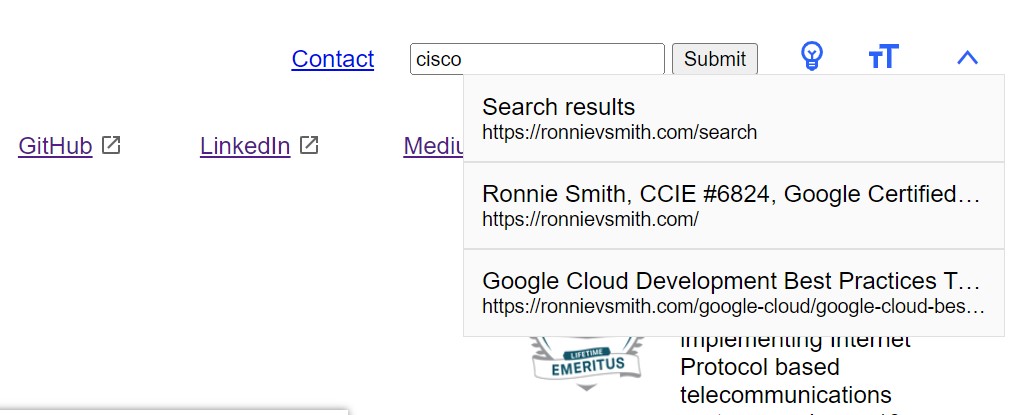 Contact cisco Submit TT
Search results
https://ronnievsmith.com/search
GitHub LinkedIn Mediu
Ronnie Smith, CCIE #6824, Google Certified…
https://ronnievsmith.com/
Google Cloud Development Best Practices T…
https://ronnievsmith.com/google-cloud/google-cloud-bes…
implementing Internet
LIFETIME
EMERITUS
Protocol based
telecommunications